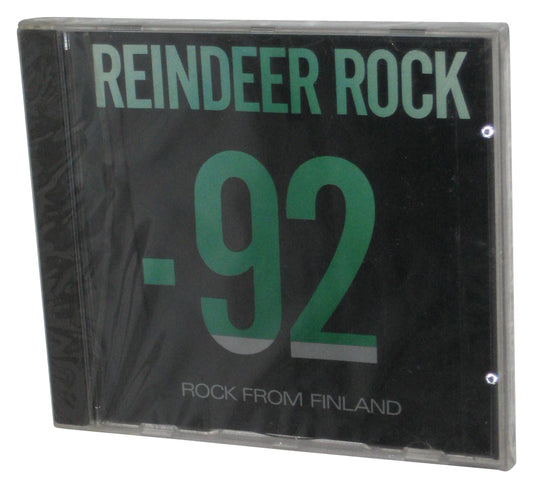 REINDEER ROCK
-92
ROCK FROM FINLAND